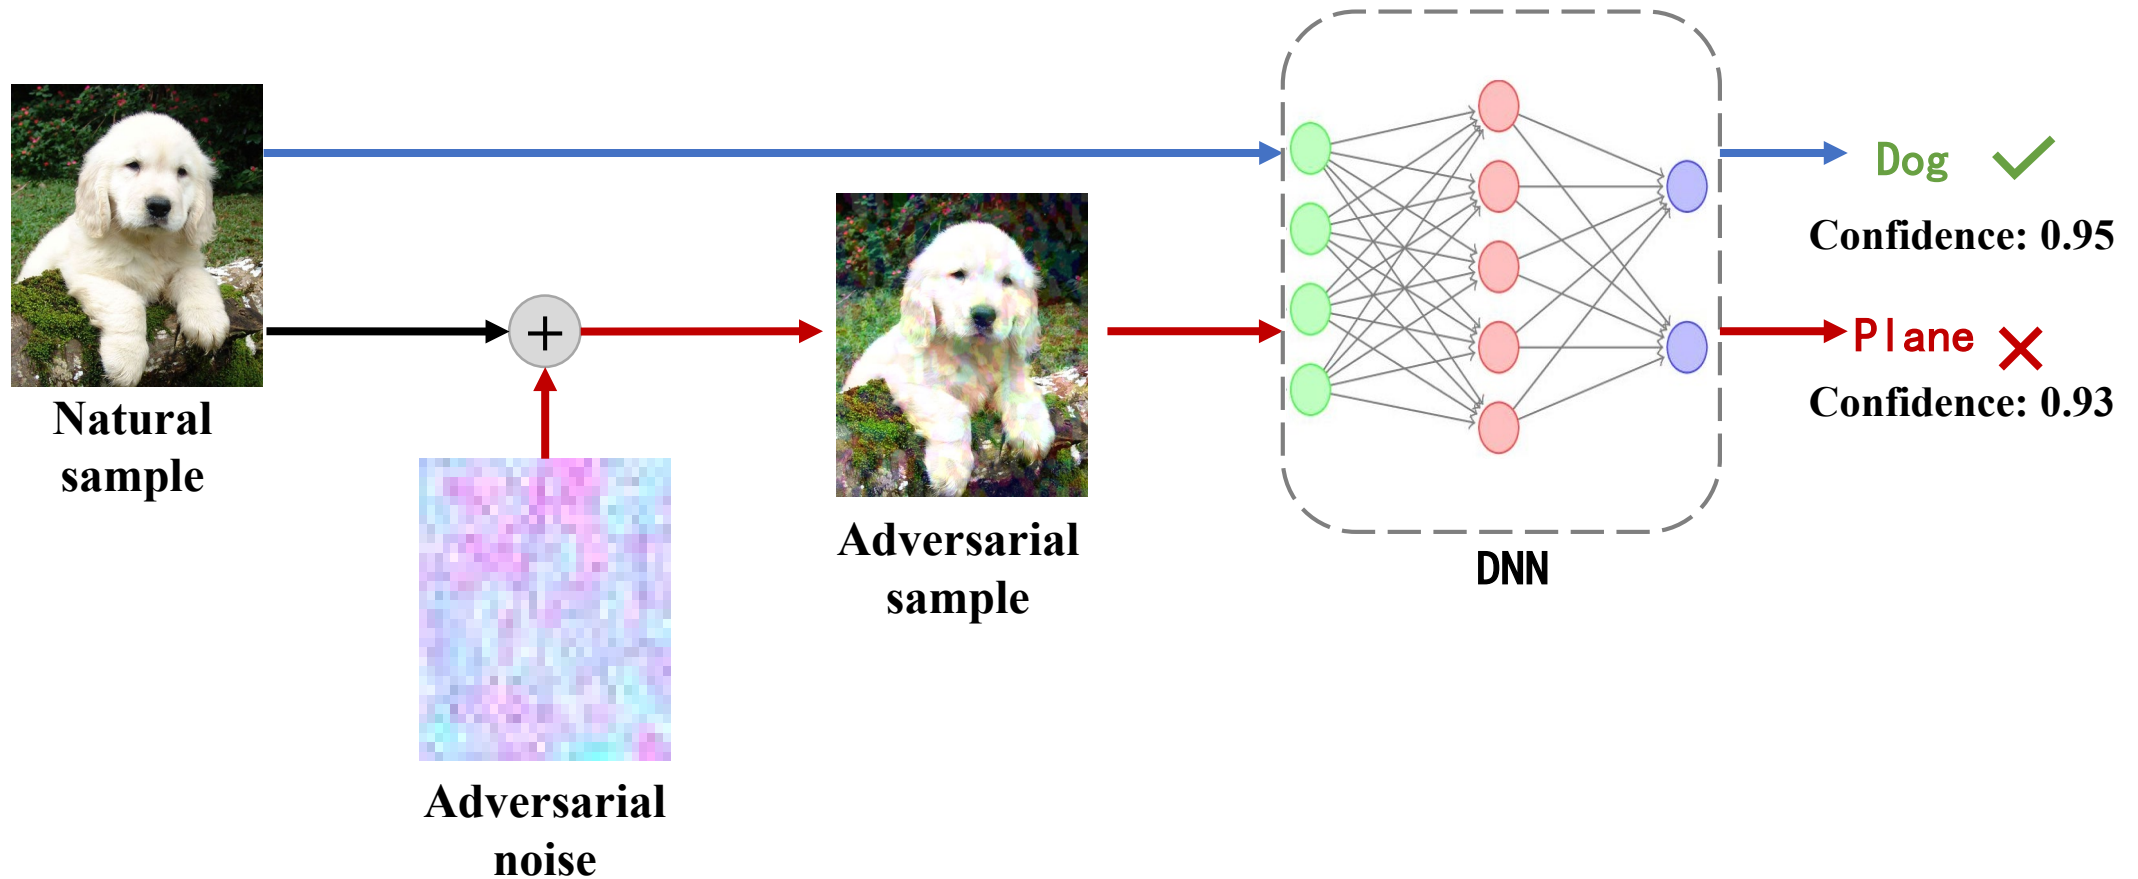 Natural
sample
Adversarial
noise
Adversarial
sample
DNN
Dog
Confidence: 0.95
Plane
Confidence: 0.93